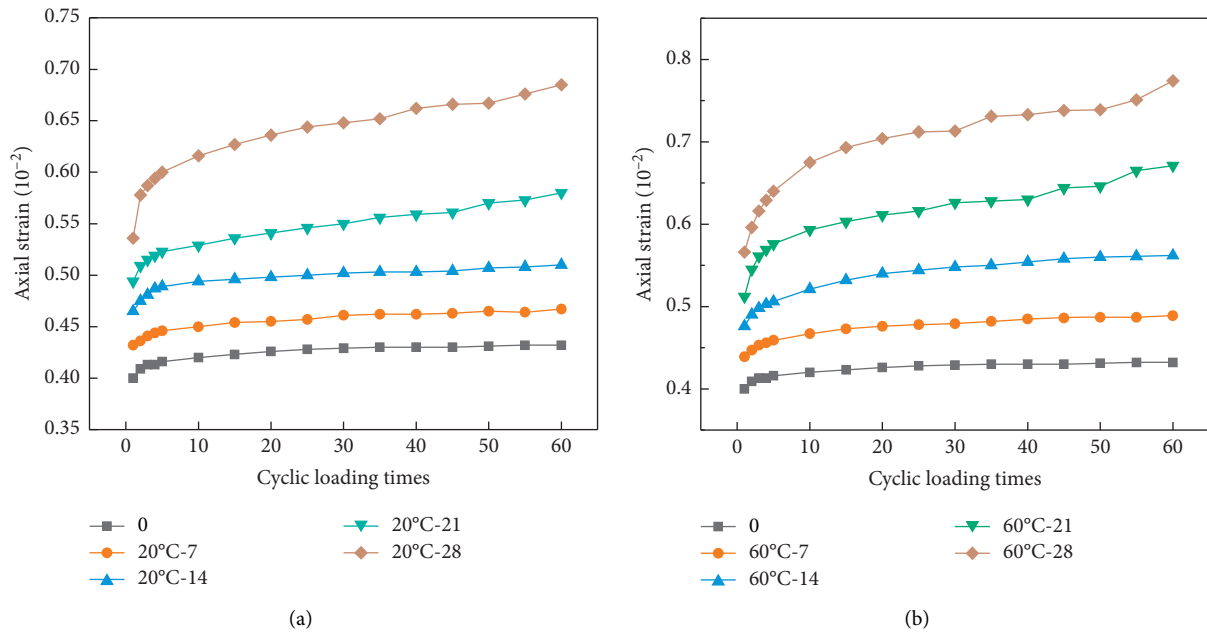 0.75
0.70
0.65
0.60
0.55
0.50
0.45
0.40
0.35
Axial strain (10⁻²)
0 10 20 30 40 50 60
Cyclic loading times
0
20°C-7
20°C-14
20°C-21
20°C-28
(a)
0.8
0.7
0.6
0.5
0.4
Axial strain (10⁻²)
0 10 20 30 40 50 60
Cyclic loading times
0
60°C-7
60°C-14
60°C-21
60°C-28
(b)